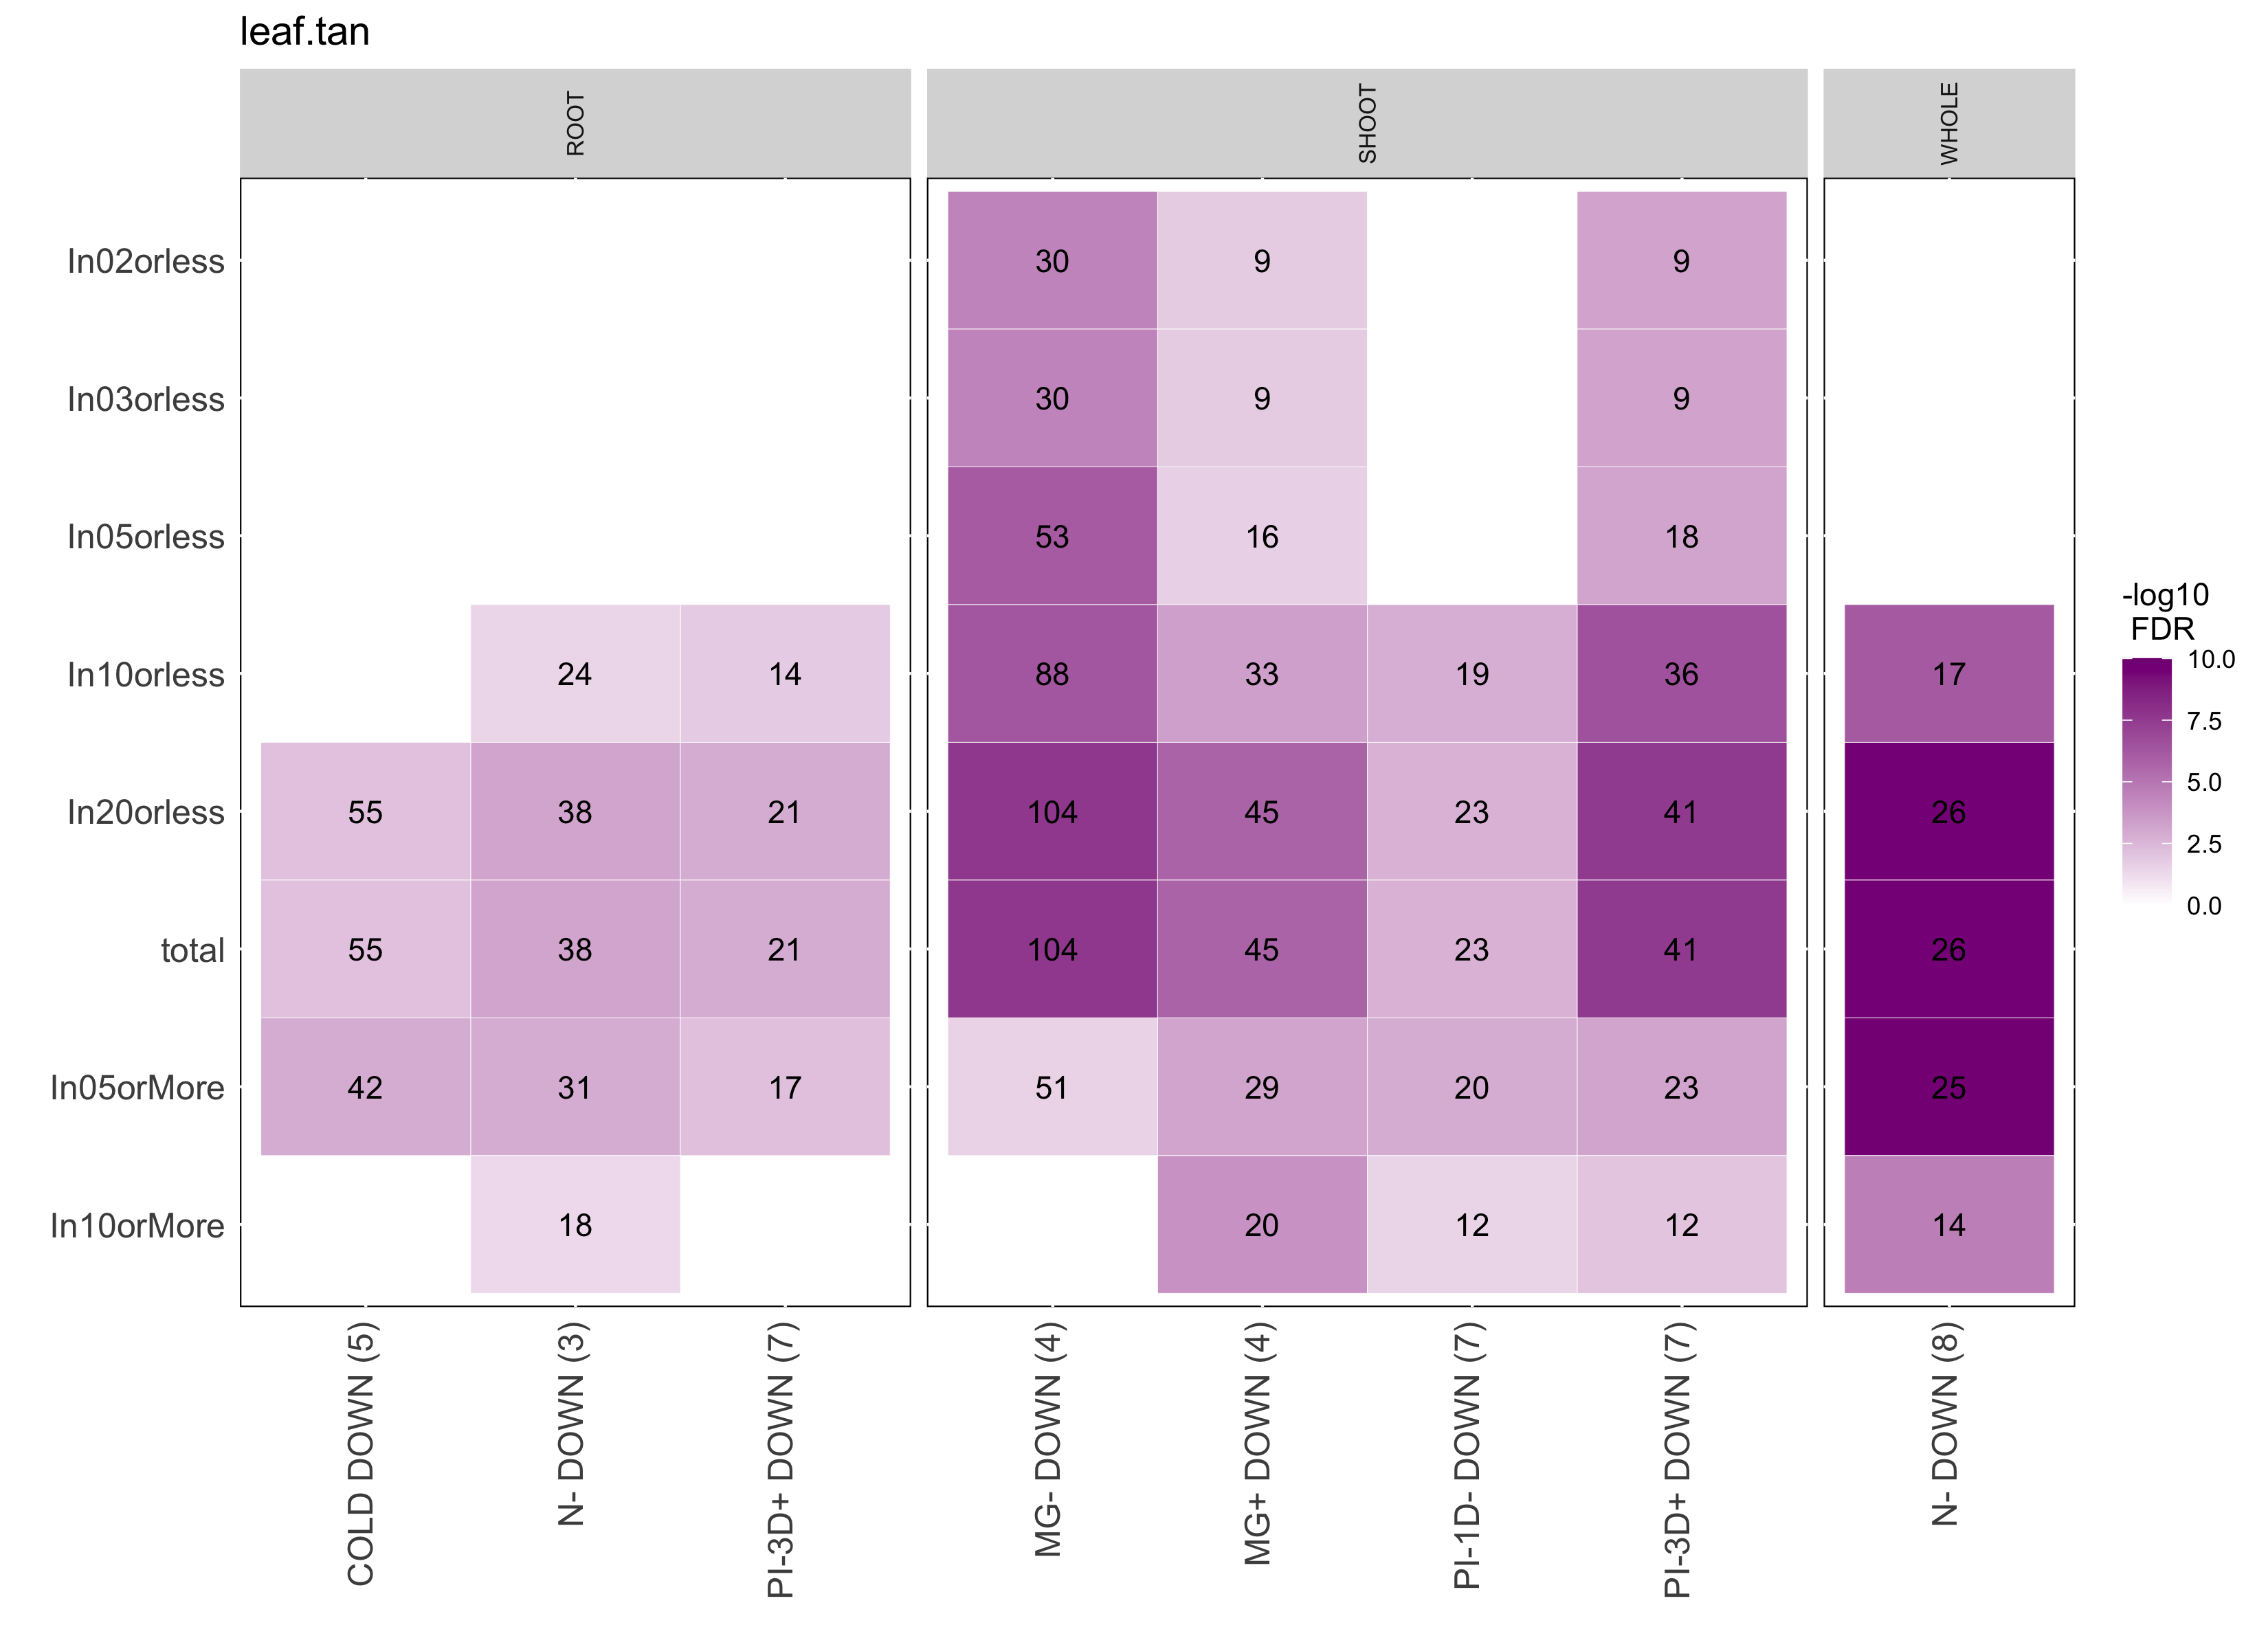 leaf.tan
ROOT SHOOT WHOLE
In02orless 30 9 9
In03orless 30 9 9
In05orless 53 16 18
In10orless 24 14 88 33 19 36 17
In20orless 55 38 21 104 45 23 41 26
total 55 38 21 104 45 23 41 26
In05orMore 42 31 17 51 29 20 23 25
In10orMore 18 20 12 12 14
COLD DOWN (5)
N- DOWN (3)
PI-3D+ DOWN (7)
MG- DOWN (4)
MG+ DOWN (4)
PI-1D- DOWN (7)
PI-3D+ DOWN (7)
N- DOWN (8)
-log10
FDR
10.0
7.5
5.0
2.5
0.0